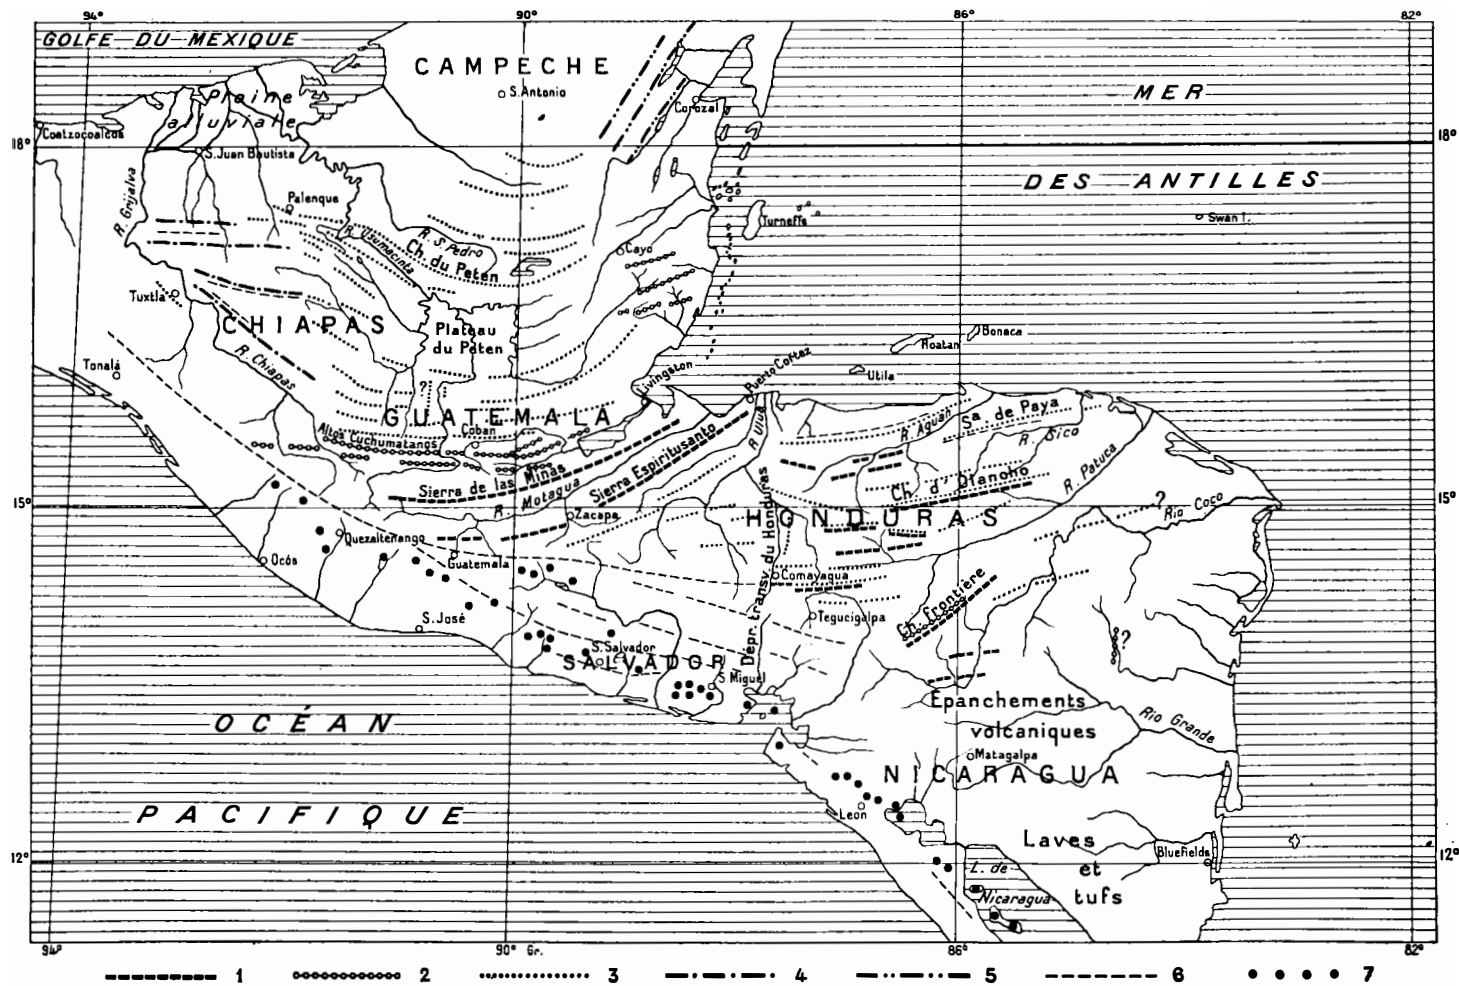 94° 90° 86° 82°
GOLFE DU MEXIQUE
CAMPECHE
S.Antonio
Plaine
alluviale
Corozal
MER
Coatzocoalcos
18° 18°
S.Juan Bautista
DES ANTILLES
R. Grijalva
Palenque
Swan I.
Turneffe
R. Usumacinta
R. S. Pedro
Ch. du Peten
Cayo
Tuxtla
CHIAPAS
Plateau
du Péten
Bonaca
Roatan
R. Chiapas
Tonalá
Livingston
Puerto Cortez
Utila
?
GUATEMALA
Sa. de Paya
R. Aguan
R. Sico
Altos Cuchumatanos
Coban
R. Ulua
Sierra Espiritusanto
Sierra de las Minas
R. Motagua
Ch. d'Olancho
R. Patuca
15° 15°
Zacapa
HONDURAS
?
Rio Coco
Quezaltenango
Ocós
Guatemala
Comayagua
Depr. transv. du Honduras
Ch. Frontière
S. José
Tegucigalpa
?
S. Salvador
SALVADOR
S Miguel
Epanchements
volcaniques
Rio Grande
OCÉAN
Matagalpa
NICARAGUA
PACIFIQUE
León
Laves
et
tufs
Bluefields
12° 12°
L. de
Nicaragua
94° 90° Gr. 86° 82°
1 2 3 4 5 6 7